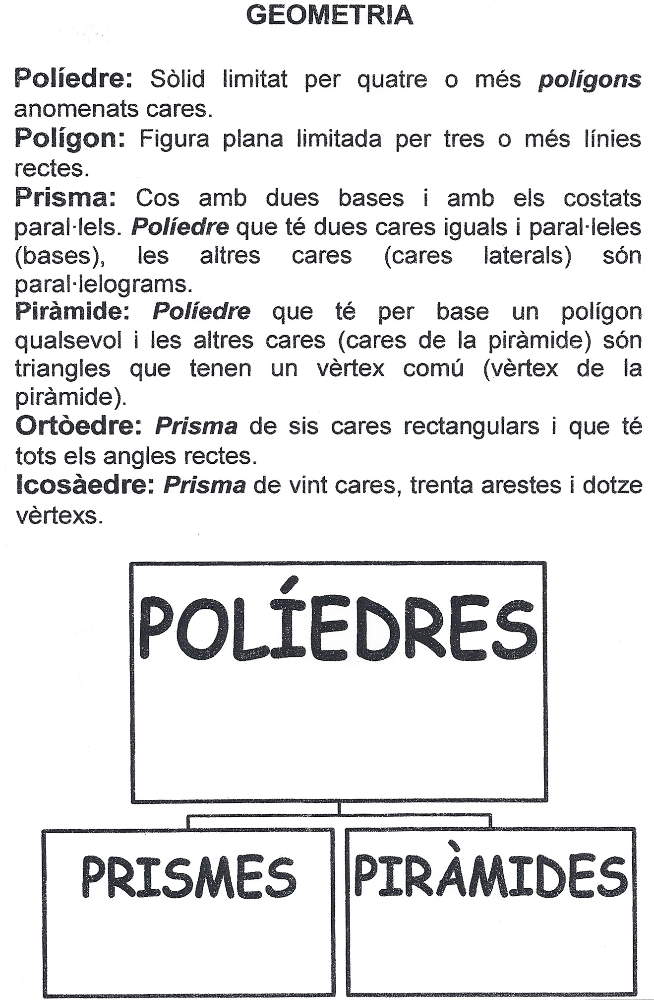 GEOMETRIA
Políedre: Sòlid limitat per quatre o més polígons
anomenats cares.
Polígon: Figura plana limitada per tres o més línies
rectes.
Prisma: Cos amb dues bases i amb els costats
paral·lels. Políedre que té dues cares iguals i paral·leles
(bases), les altres cares (cares laterals) són
paral·lelograms.
Piràmide: Políedre que té per base un polígon
qualsevol i les altres cares (cares de la piràmide) són
triangles que tenen un vèrtex comú (vèrtex de la
piràmide).
Ortòedre: Prisma de sis cares rectangulars i que té
tots els angles rectes.
Icosàedre: Prisma de vint cares, trenta arestes i dotze
vèrtexs.
POLÍEDRES
PRISMES
PIRÀMIDES